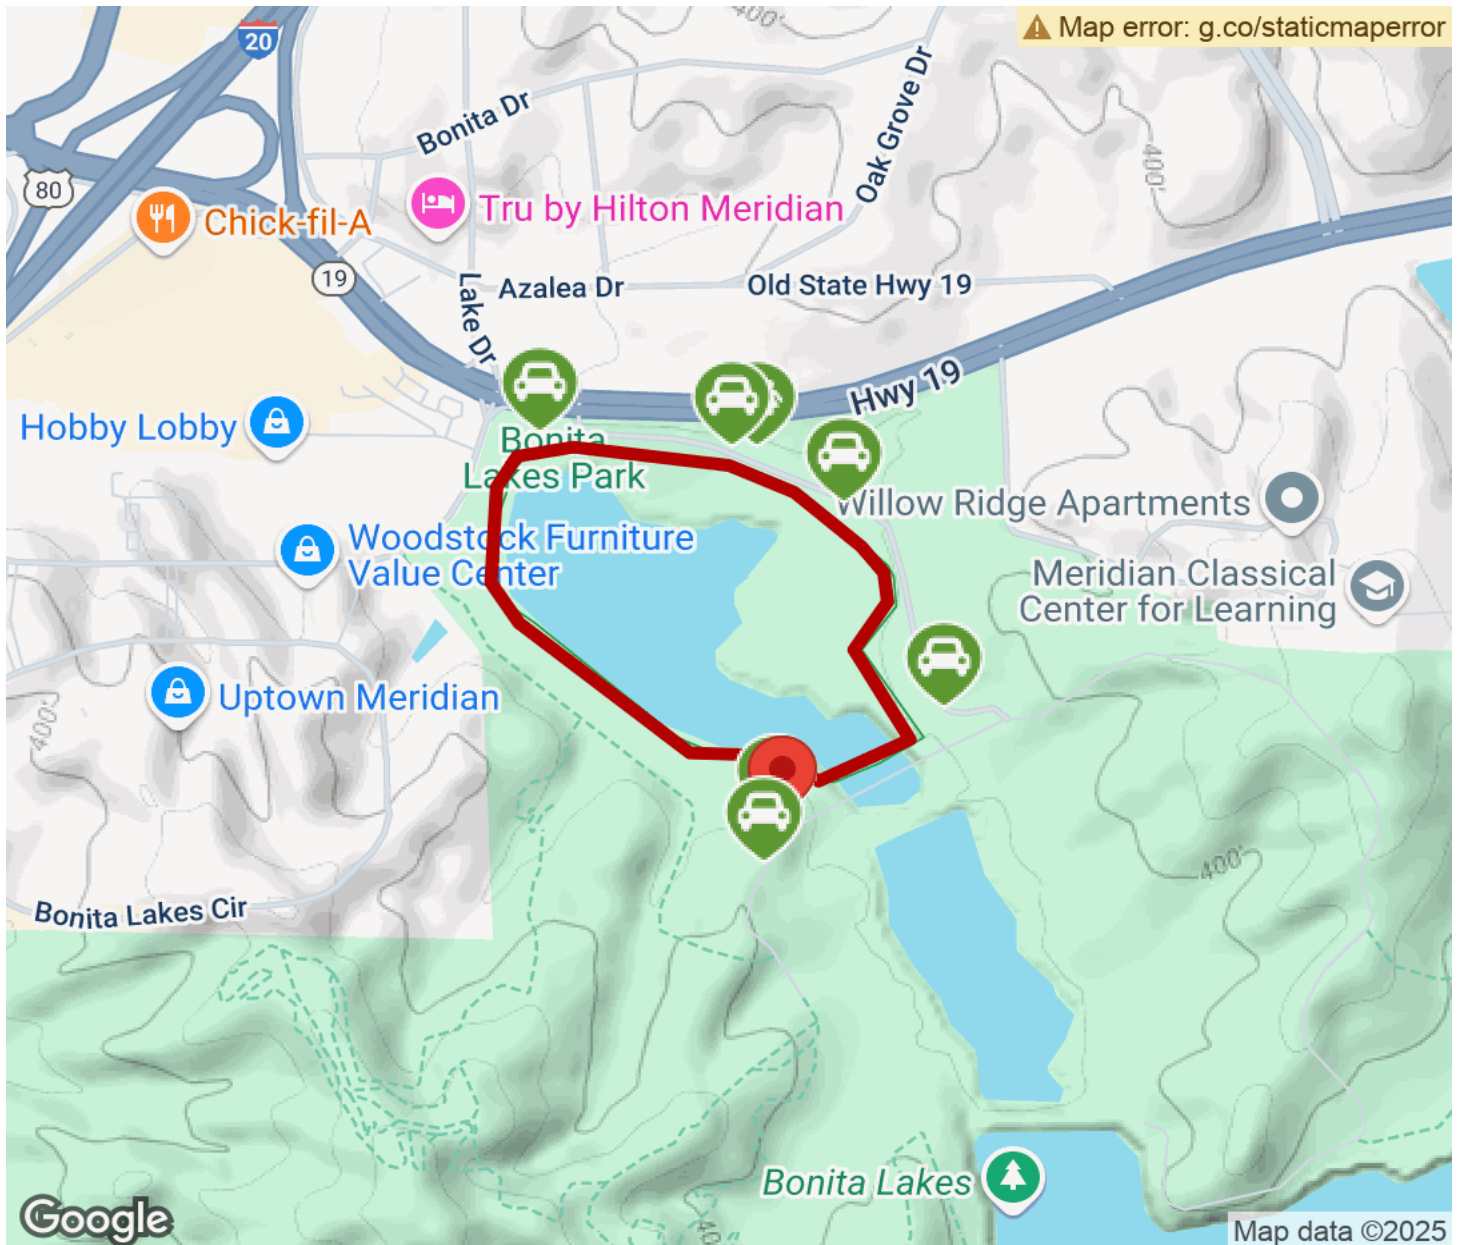 400'
Map error: g.co/staticmaperror
20
Bonita Dr
Oak Grove Dr
400'
80
Chick-fil-A
Tru by Hilton Meridian
19
Lake Dr
Azalea Dr
Old State Hwy 19
Hwy 19
Hobby Lobby
Bonita
Lakes Park
Willow Ridge Apartments
Woodstock Furniture
Value Center
Meridian Classical
Center for Learning
Uptown Meridian
400'
400'
Bonita Lakes Cir
Bonita Lakes
Google
40
Map data ©2025